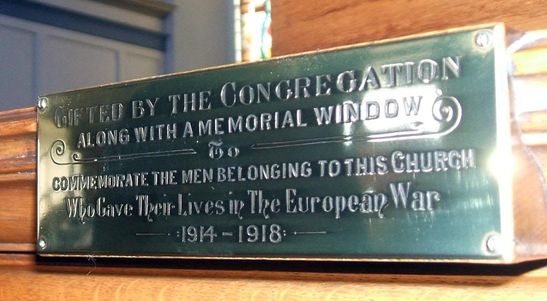 GIFTED BY THE CONGREGATION
ALONG WITH A MEMORIAL WINDOW
To
COMMEMORATE THE MEN BELONGING TO THIS CHURCH
Who Gave Their Lives in The European War
1914-1918